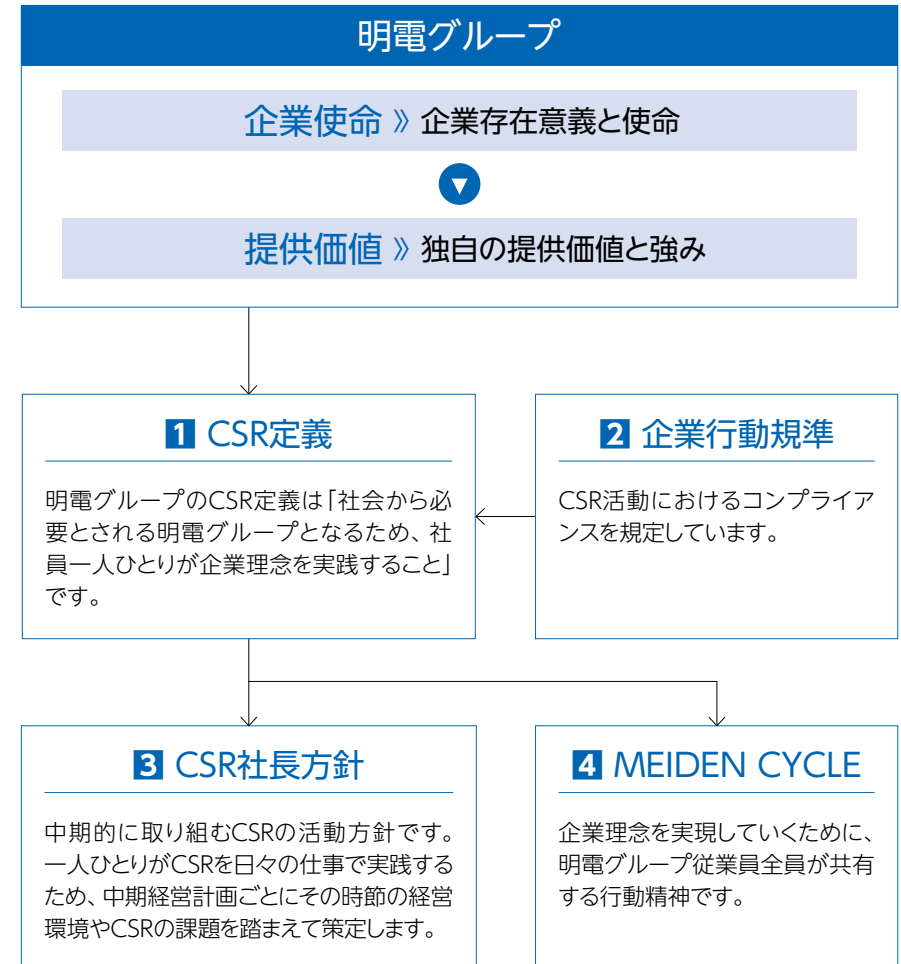 明電グループ
企業使命 》 企業存在意義と使命
▼
提供価値 》 独自の提供価値と強み
1 CSR定義
明電グループのCSR定義は「社会から必
要とされる明電グループとなるため、社
員一人ひとりが企業理念を実践すること」
です。
2 企業行動規準
CSR活動におけるコンプライア
ンスを規定しています。
3 CSR社長方針
中期的に取り組むCSRの活動方針です。
一人ひとりがCSRを日々の仕事で実践する
ため、中期経営計画ごとにその時節の経営
環境やCSRの課題を踏まえて策定します。
4 MEIDEN CYCLE
企業理念を実現していくために、
明電グループ従業員全員が共有
する行動精神です。